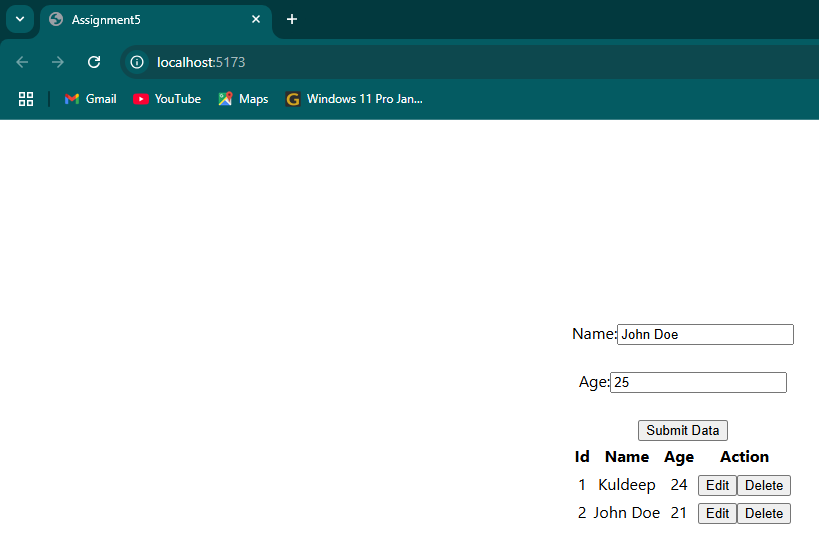 Assignment5
localhost:5173
Gmail YouTube Maps Windows 11 Pro Jan...
Name: John Doe
Age: 25
Submit Data
Id Name Age Action
1 Kuldeep 24 Edit Delete
2 John Doe 21 Edit Delete